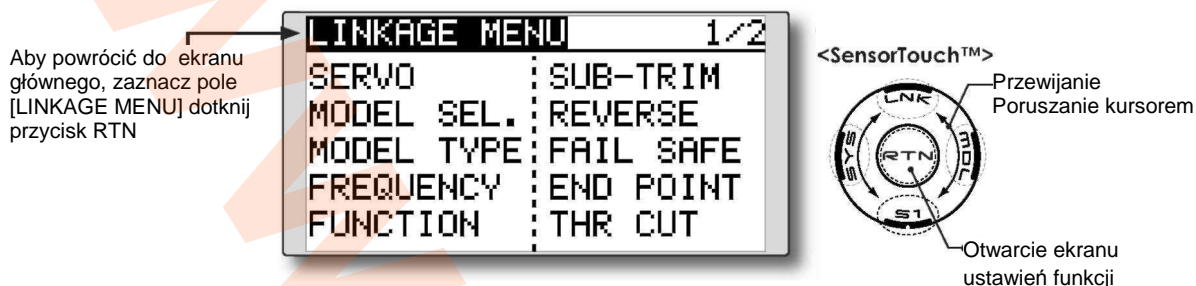 Aby powrócić do ekranu
głównego, zaznacz pole
[LINKAGE MENU] dotknij
przycisk RTN
LINKAGE MENU 1/2
SERVO SUB-TRIM
MODEL SEL. REVERSE
MODEL TYPE FAIL SAFE
FREQUENCY END POINT
FUNCTION THR CUT
<SensorTouch™>
Przewijanie
Poruszanie kursorem
LNK
SYS
RTN
MDL
S1
Otwarcie ekranu
ustawień funkcji